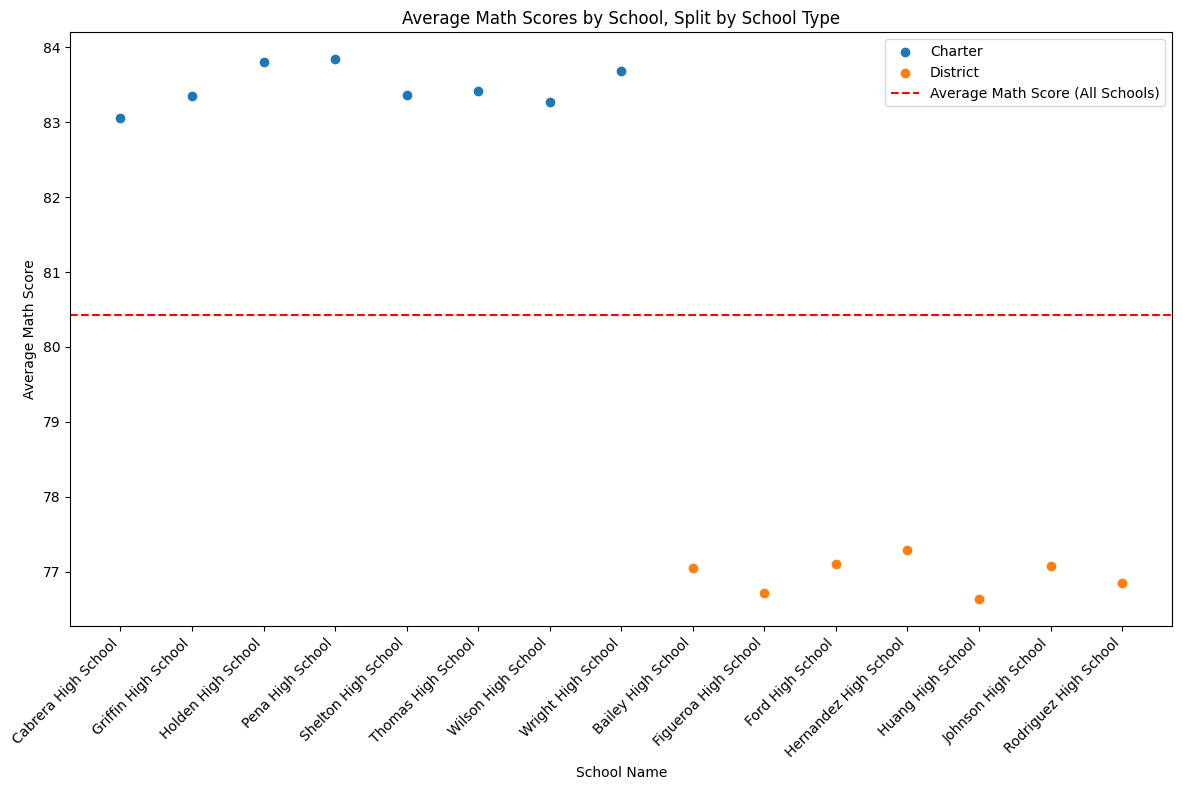 Average Math Scores by School, Split by School Type
Charter
District
Average Math Score (All Schools)
Average Math Score
84
83
82
81
80
79
78
77
Cabrera High School
Griffin High School
Holden High School
Pena High School
Shelton High School
Thomas High School
Wilson High School
Wright High School
Bailey High School
Figueroa High School
Ford High School
Hernandez High School
Huang High School
Johnson High School
Rodriguez High School
School Name